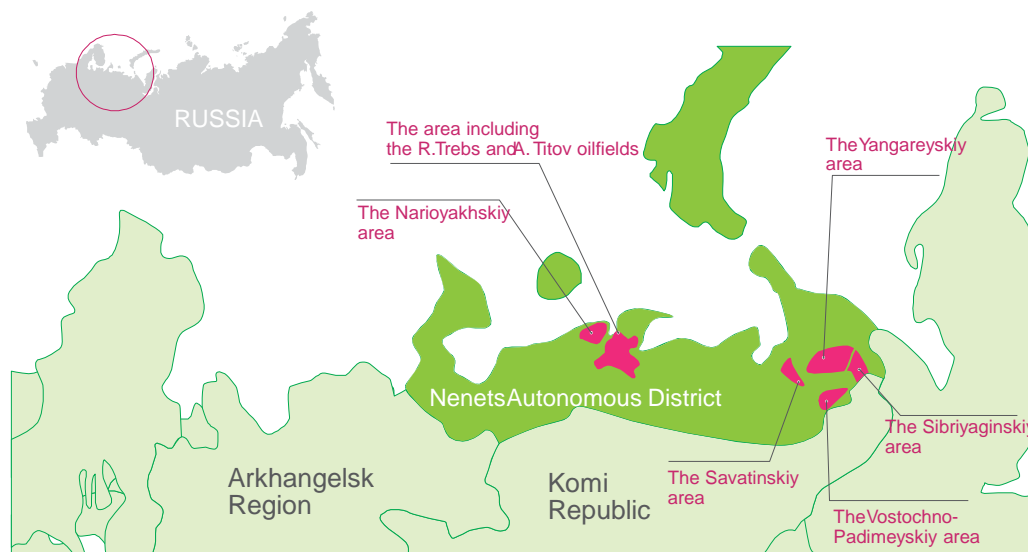 RUSSIA
The area including
the R.Trebs and A. Titov oilfields
The Yangareyskiy
area
The Narioyakhskiy
area
Nenets Autonomous District
The Sibriyaginskiy
area
The Savatinskiy
area
Arkhangelsk
Region
Komi
Republic
The Vostochno-
Padimeyskiy area